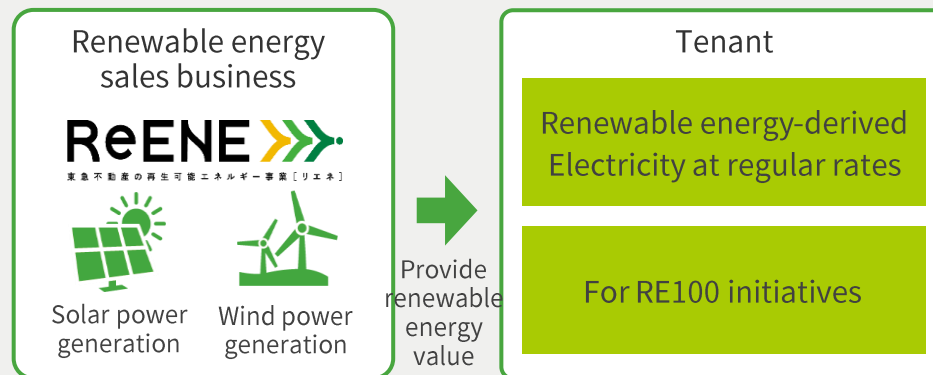 Renewable energy
sales business
ReENE
東急不動産の再生可能エネルギー事業［リエネ］
Solar power
generation
Wind power
generation
Provide
renewable
energy
value
Tenant
Renewable energy-derived
Electricity at regular rates
For RE100 initiatives